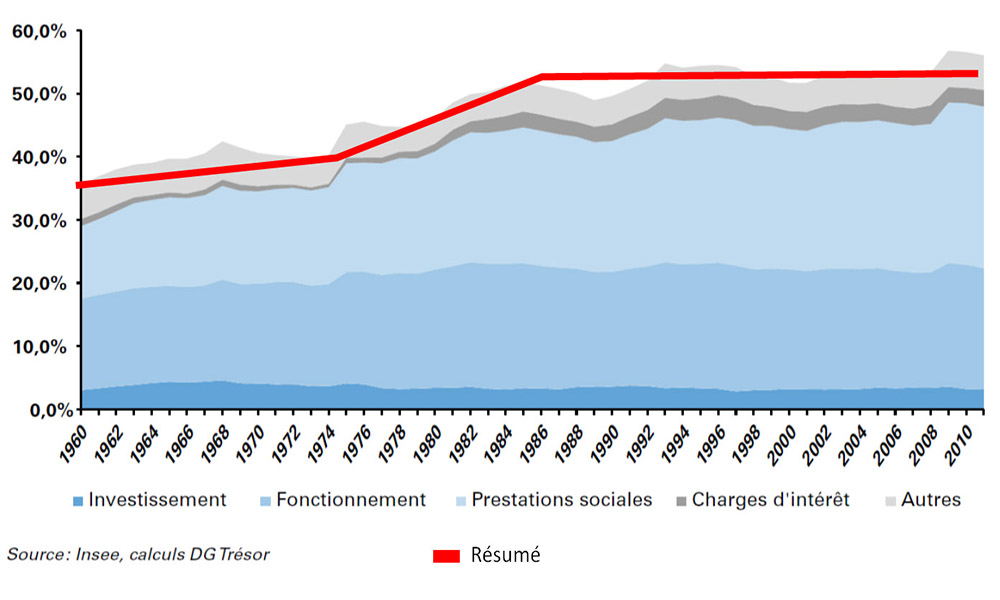 60,0%
50,0%
40,0%
30,0%
20,0%
10,0%
0,0%
1960 1962 1964 1966 1968 1970 1972 1974 1976 1978 1980 1982 1984 1986 1988 1990 1992 1994 1996 1998 2000 2002 2004 2006 2008 2010
Investissement Fonctionnement Prestations sociales Charges d'intérêt Autres
Source: Insee, calculs DG Trésor Résumé